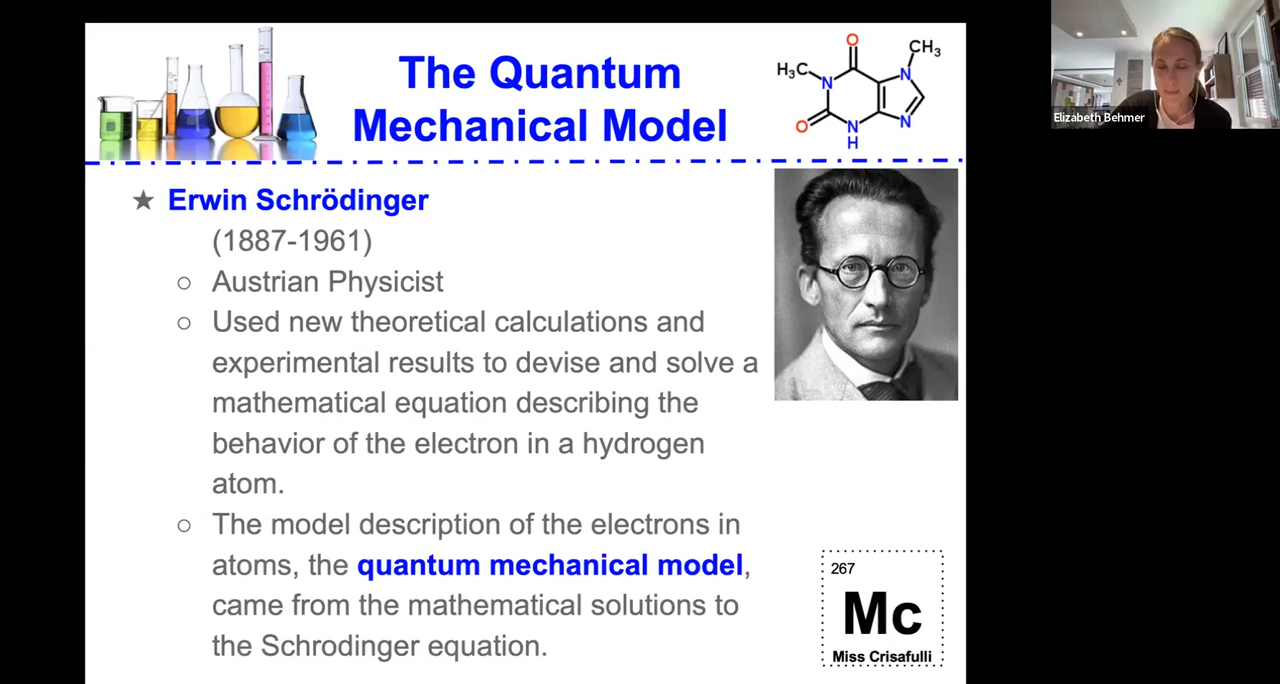 The Quantum
Mechanical Model
H₃C
O
CH₃
N
N
O
N
H
N
Elizabeth Behmer
★ Erwin Schrödinger
(1887-1961)
○ Austrian Physicist
○ Used new theoretical calculations and
experimental results to devise and solve a
mathematical equation describing the
behavior of the electron in a hydrogen
atom.
○ The model description of the electrons in
atoms, the quantum mechanical model,
came from the mathematical solutions to
the Schrodinger equation.
267
Mc
Miss Crisafulli